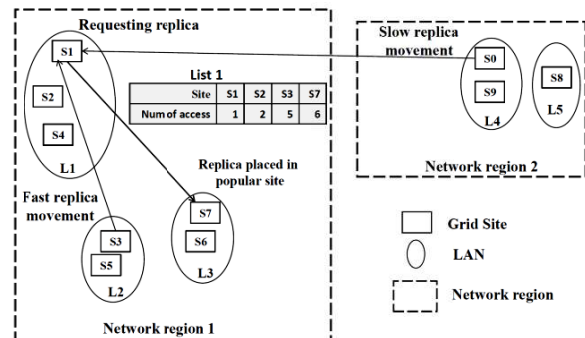 Requesting replica
S1
List 1
Site S1 S2 S3 S7
Num of access 1 2 5 6
S2
S4
L1
Replica placed in
popular site
Fast replica
movement
S7
S6
L3
S3
S5
L2
Network region 1
Slow replica
movement
S0
S9
L4
S8
L5
Network region 2
Grid Site
LAN
Network region